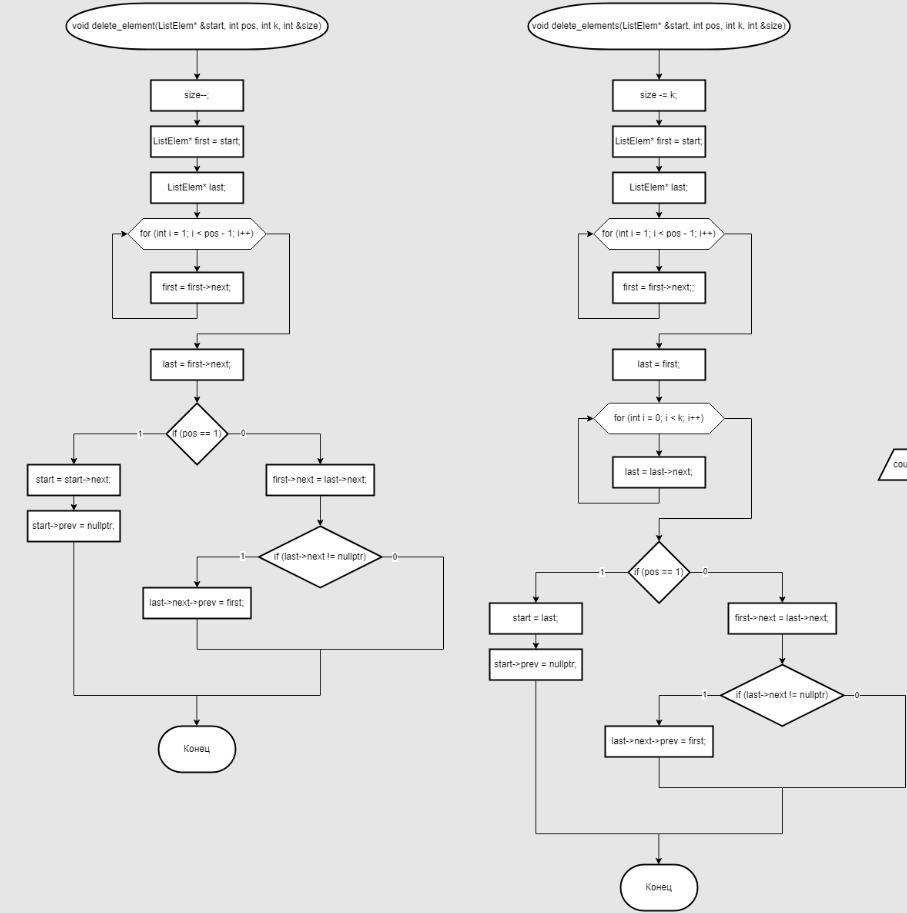 void delete_element(ListElem* &start, int pos, int k, int &size)
size--;
ListElem* first = start;
ListElem* last;
for (int i = 1; i < pos - 1; i++)
first = first->next;
last = first->next;
if (pos == 1)
1
0
start = start->next;
start->prev = nullptr;
first->next = last->next;
if (last->next != nullptr)
1
0
last->next->prev = first;
Конец
void delete_elements(ListElem* &start, int pos, int k, int &size)
size -= k;
ListElem* first = start;
ListElem* last;
for (int i = 1; i < pos - 1; i++)
first = first->next;;
last = first;
for (int i = 0; i < k; i++)
last = last->next;
if (pos == 1)
1
0
start = last;
start->prev = nullptr;
first->next = last->next;
if (last->next != nullptr)
1
0
last->next->prev = first;
Конец